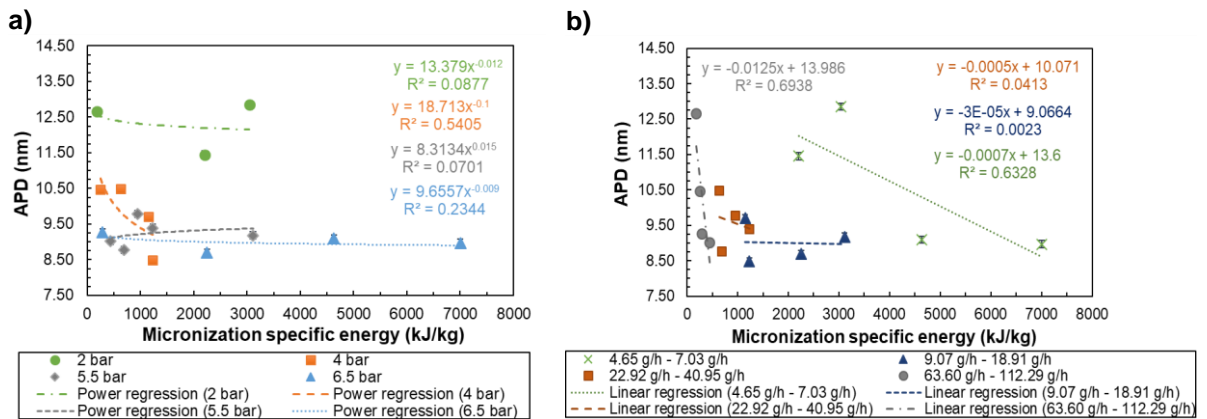 a)
14.50
13.50
12.50
11.50
10.50
9.50
8.50
7.50
APD (nm)
y = 13.379x^-0.012
R² = 0.0877
y = 18.713x^-0.1
R² = 0.5405
y = 8.3134x^0.015
R² = 0.0701
y = 9.6557x^-0.009
R² = 0.2344
0 1000 2000 3000 4000 5000 6000 7000 8000
Micronization specific energy (kJ/kg)
2 bar 4 bar
5.5 bar 6.5 bar
Power regression (2 bar) Power regression (4 bar)
Power regression (5.5 bar) Power regression (6.5 bar)
b)
14.50
13.50
12.50
11.50
10.50
9.50
8.50
7.50
APD (nm)
y = -0.0125x + 13.986
R² = 0.6938
y = -0.0005x + 10.071
R² = 0.0413
y = -3E-05x + 9.0664
R² = 0.0023
y = -0.0007x + 13.6
R² = 0.6328
0 1000 2000 3000 4000 5000 6000 7000 8000
Micronization specific energy (kJ/kg)
4.65 g/h - 7.03 g/h 9.07 g/h - 18.91 g/h
22.92 g/h - 40.95 g/h 63.60 g/h - 112.29 g/h
Linear regression (4.65 g/h - 7.03 g/h) Linear regression (9.07 g/h - 18.91 g/h)
Linear regression (22.92 g/h - 40.95 g/h) Linear regression (63.60 g/h - 112.29 g/h)